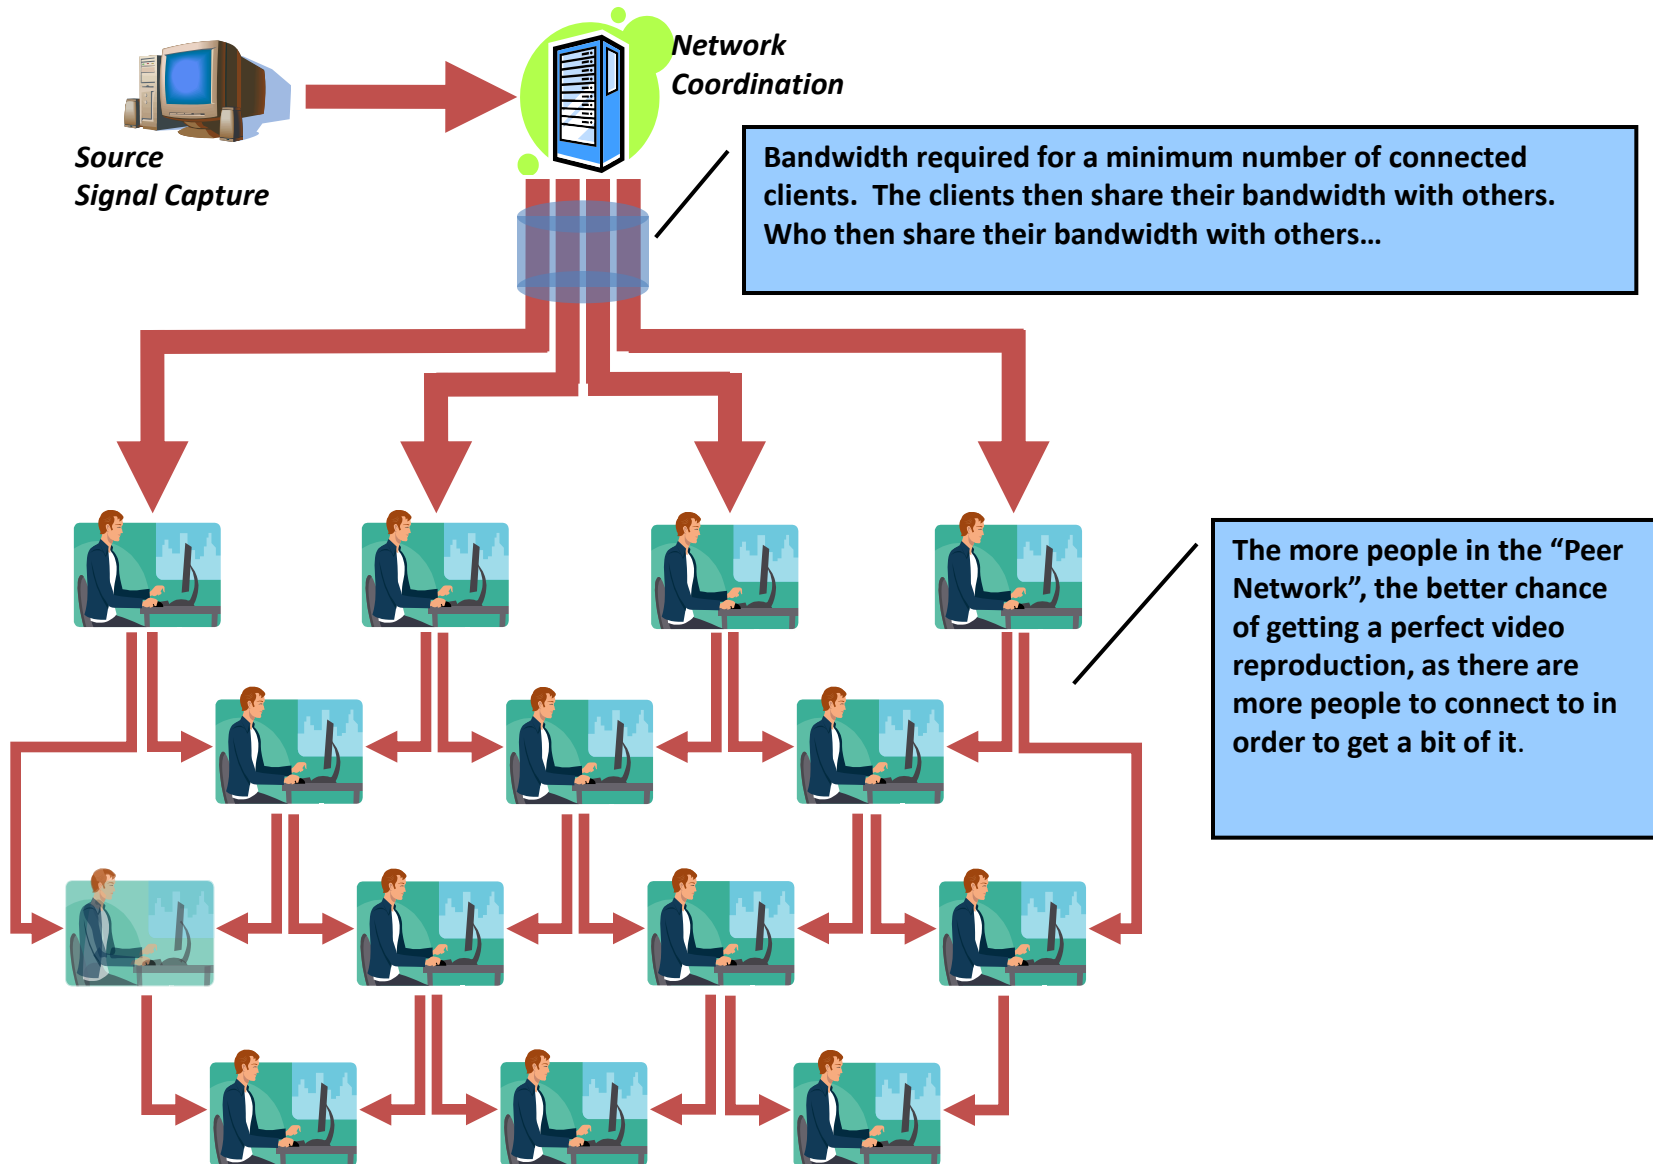 Network
Coordination
Source
Signal Capture
Bandwidth required for a minimum number of connected
clients.  The clients then share their bandwidth with others.
Who then share their bandwidth with others…
The more people in the “Peer
Network”, the better chance
of getting a perfect video
reproduction, as there are
more people to connect to in
order to get a bit of it.